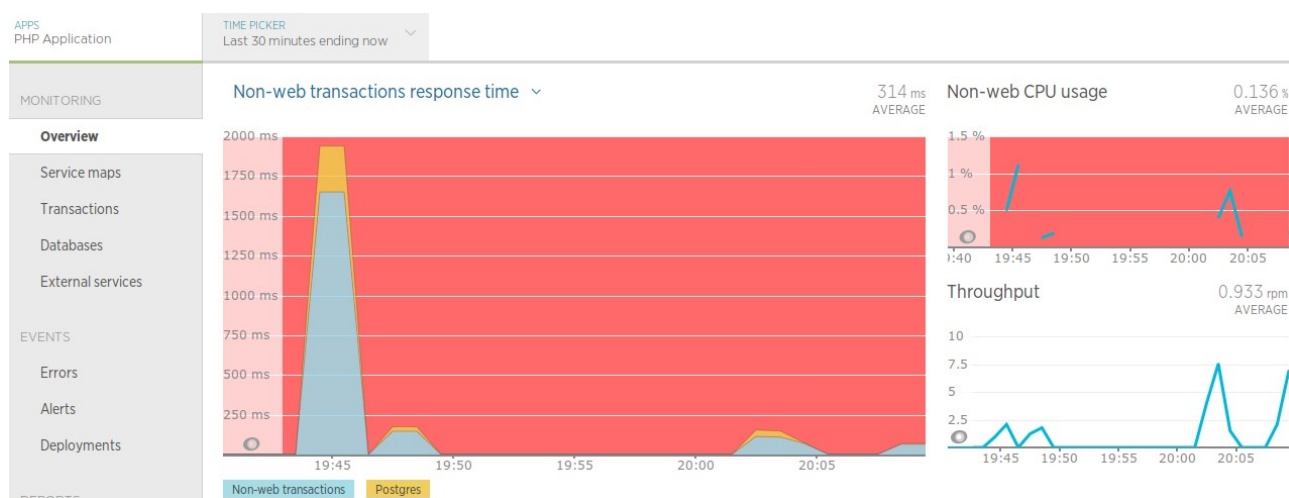 APPS
PHP Application
TIME PICKER
Last 30 minutes ending now
MONITORING
Overview
Service maps
Transactions
Databases
External services
EVENTS
Errors
Alerts
Deployments
REPORTS
Non-web transactions response time
314 ms
AVERAGE
2000 ms
1750 ms
1500 ms
1250 ms
1000 ms
750 ms
500 ms
250 ms
19:45 19:50 19:55 20:00 20:05
Non-web transactions Postgres
Non-web CPU usage
0.136 %
AVERAGE
1.5 %
1 %
0.5 %
):40 19:45 19:50 19:55 20:00 20:05
Throughput
0.933 rpm
AVERAGE
10
7.5
5
2.5
19:45 19:50 19:55 20:00 20:05